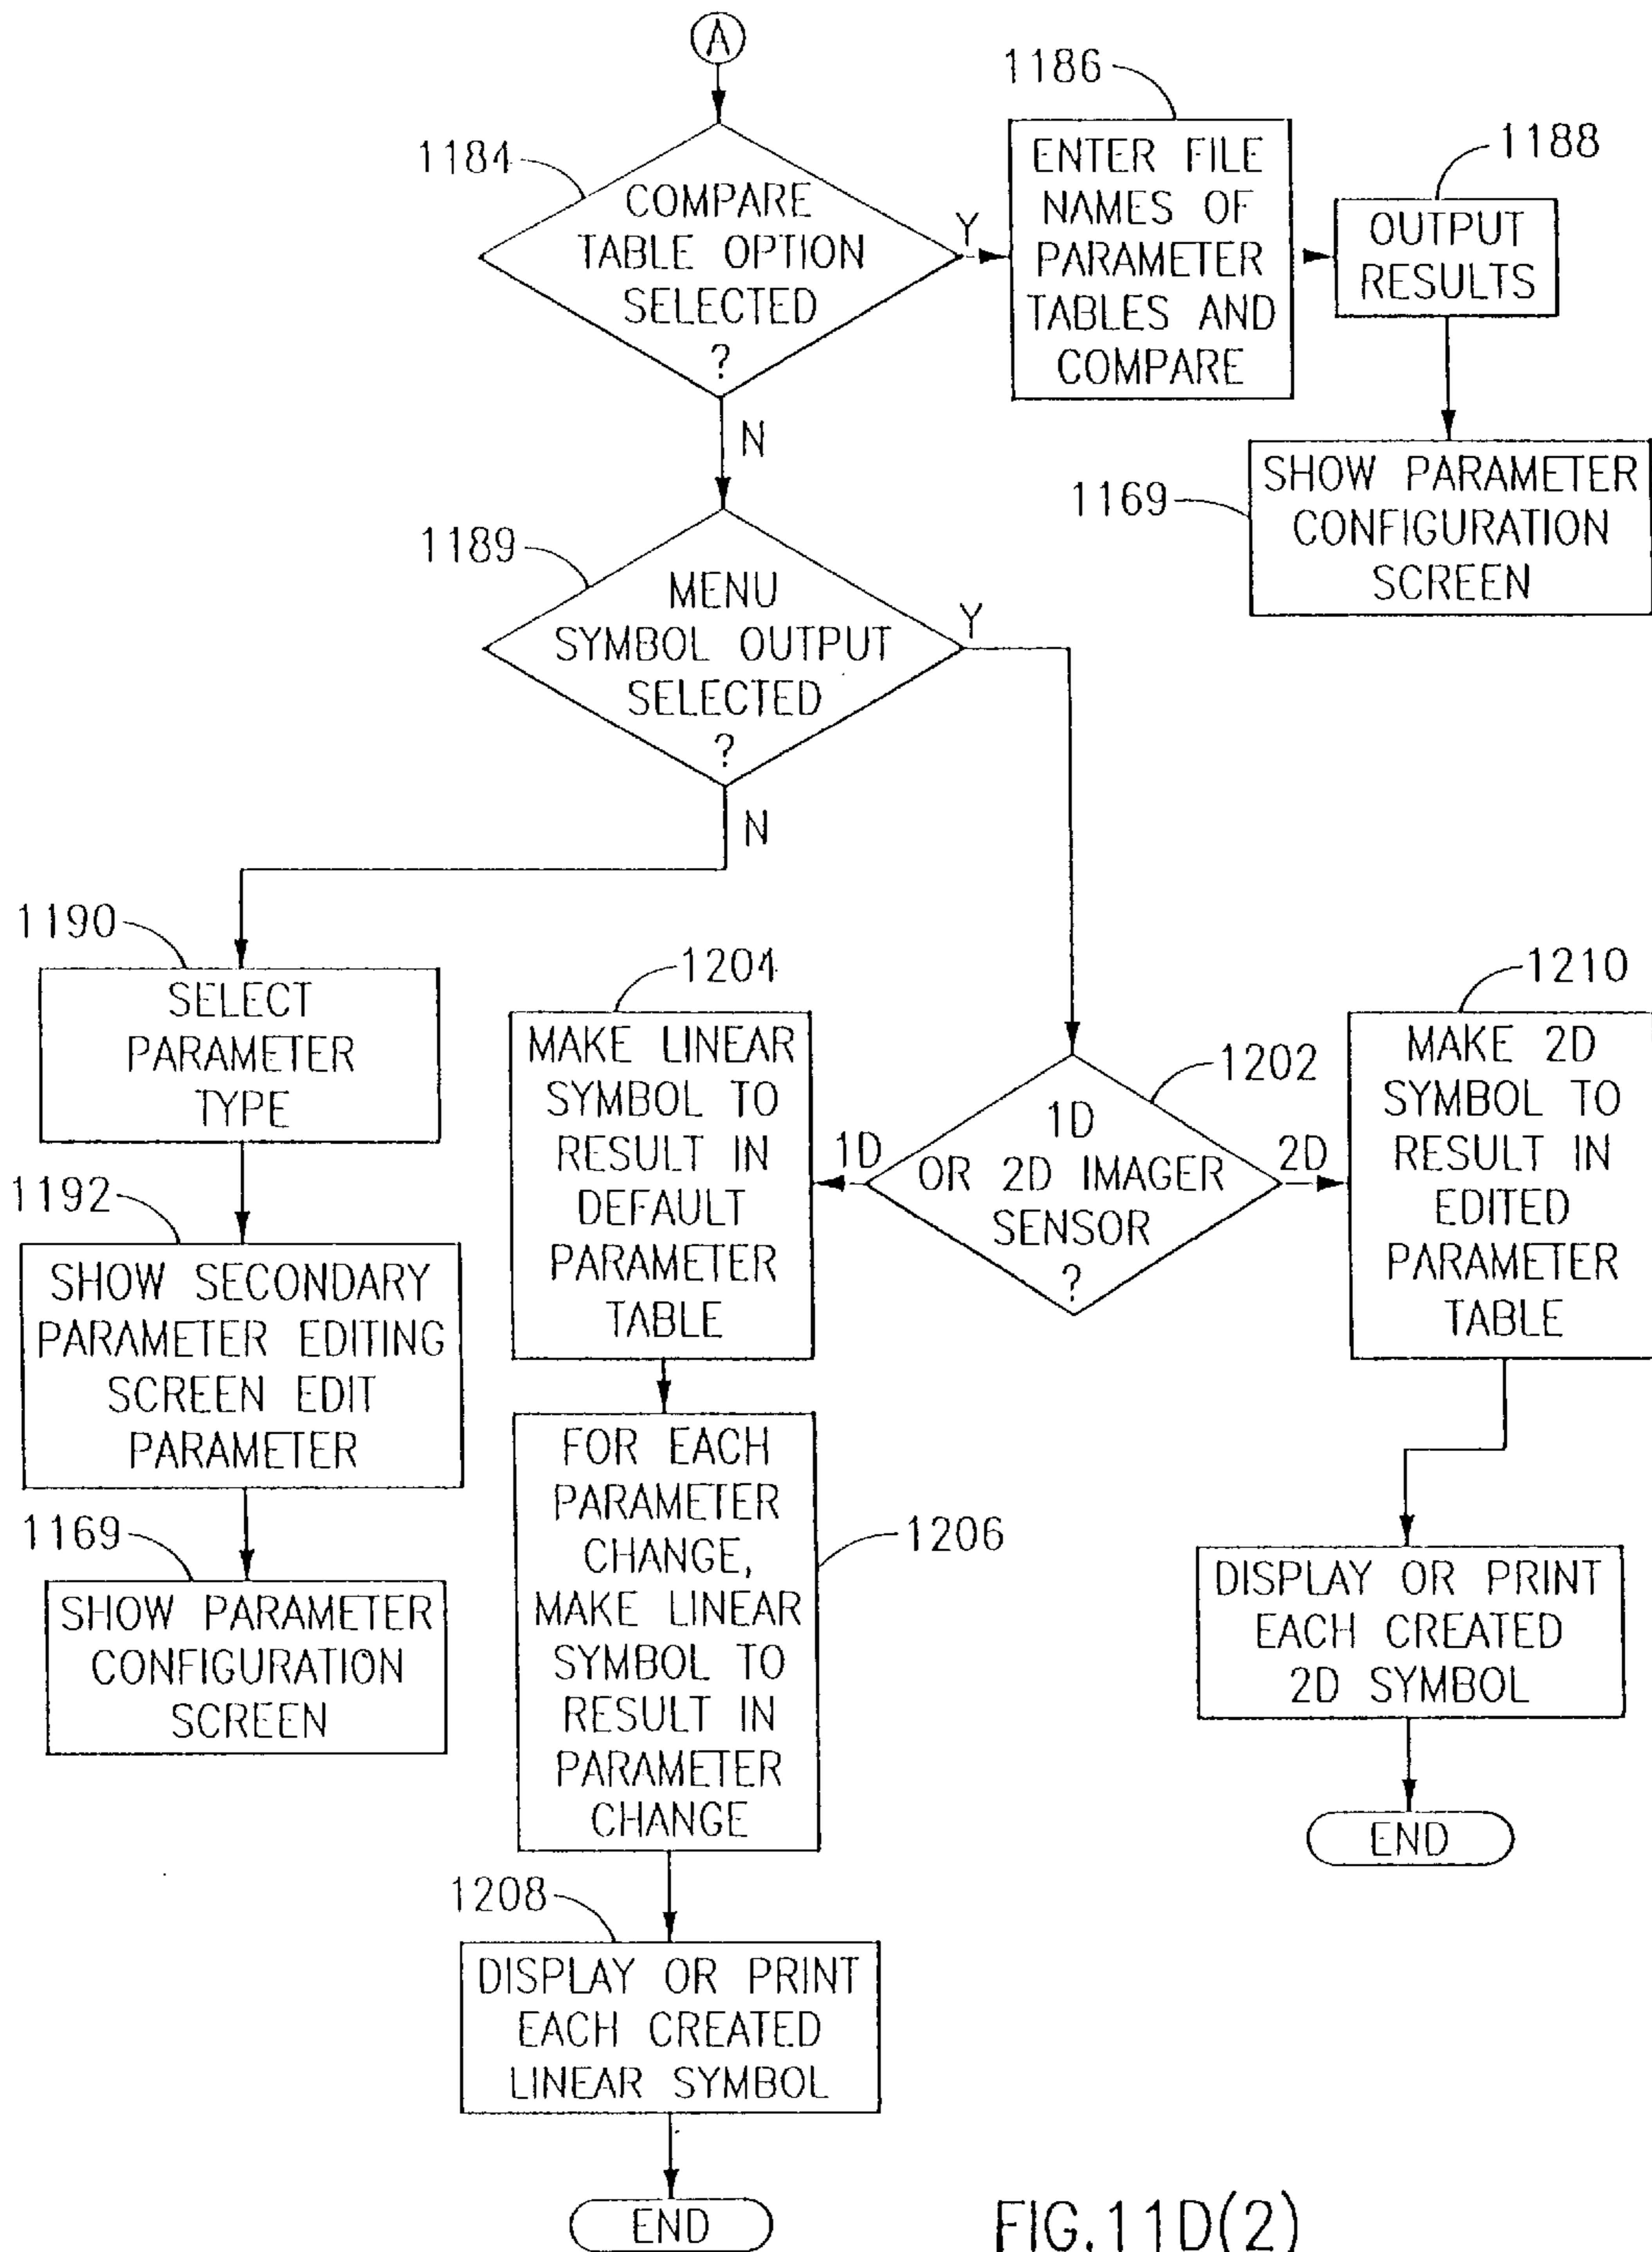 A
1184
COMPARE
TABLE OPTION
SELECTED
?
Y
N
1186
ENTER FILE
NAMES OF
PARAMETER
TABLES AND
COMPARE
1188
OUTPUT
RESULTS
1169
SHOW PARAMETER
CONFIGURATION
SCREEN
1189
MENU
SYMBOL OUTPUT
SELECTED
?
Y
N
1190
SELECT
PARAMETER
TYPE
1192
SHOW SECONDARY
PARAMETER EDITING
SCREEN EDIT
PARAMETER
1169
SHOW PARAMETER
CONFIGURATION
SCREEN
1202
1D
OR 2D IMAGER
SENSOR
?
1D
2D
1204
MAKE LINEAR
SYMBOL TO
RESULT IN
DEFAULT
PARAMETER
TABLE
1206
FOR EACH
PARAMETER
CHANGE,
MAKE LINEAR
SYMBOL TO
RESULT IN
PARAMETER
CHANGE
1208
DISPLAY OR PRINT
EACH CREATED
LINEAR SYMBOL
END
1210
MAKE 2D
SYMBOL TO
RESULT IN
EDITED
PARAMETER
TABLE
DISPLAY OR PRINT
EACH CREATED
2D SYMBOL
END
FIG.11D(2)